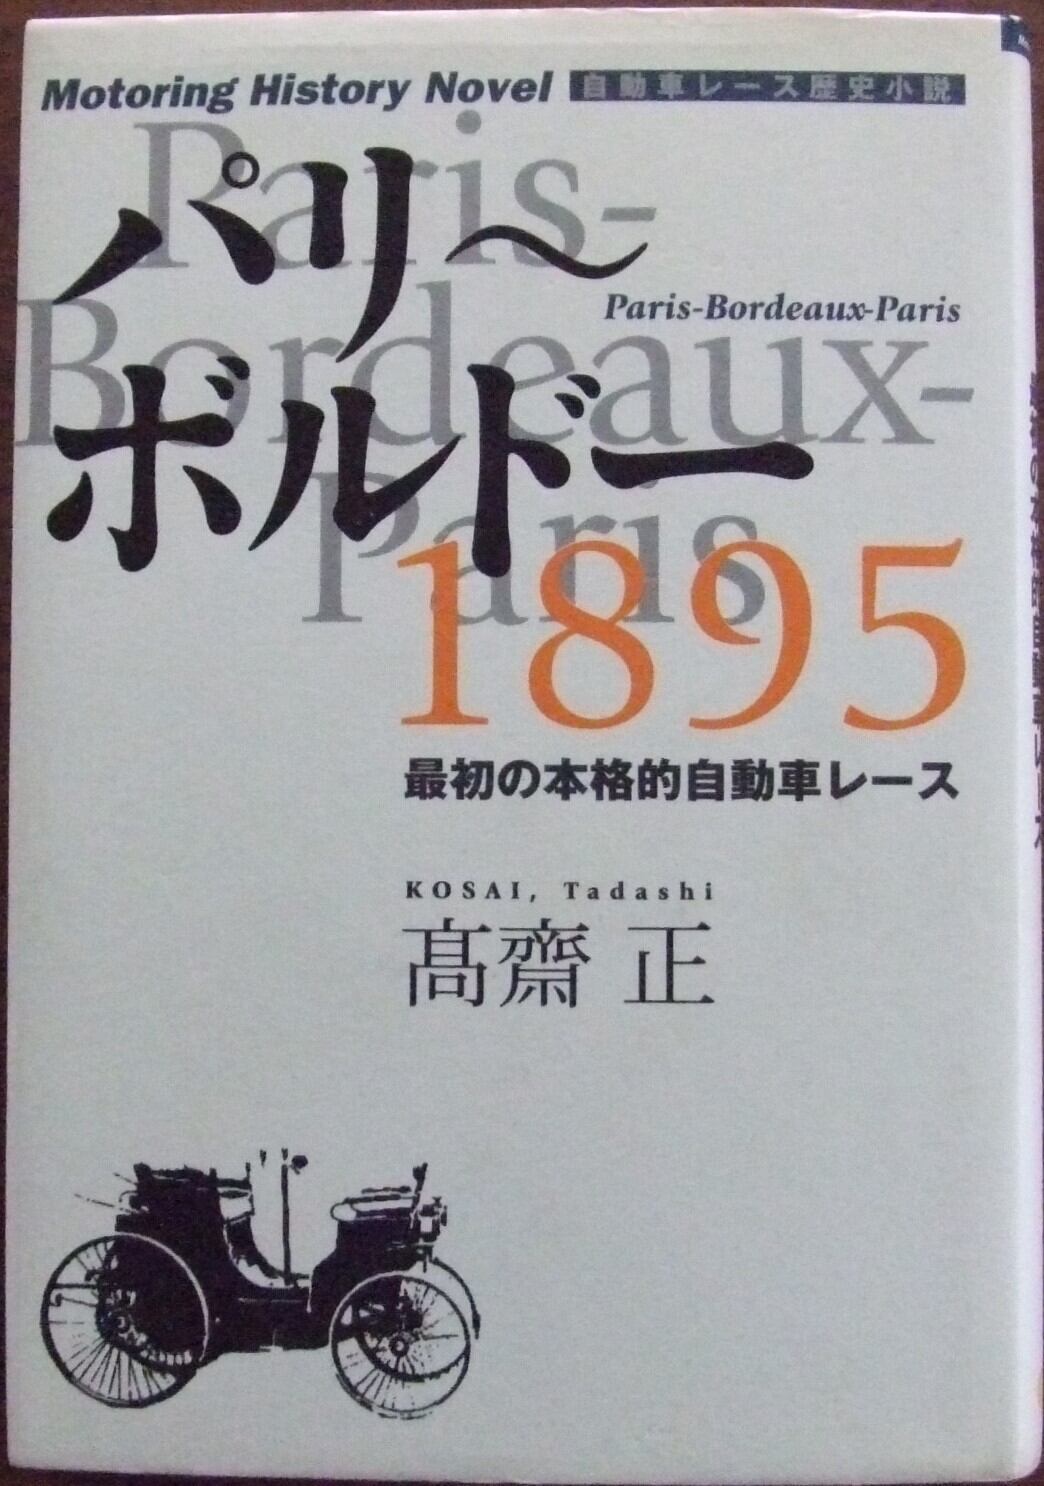 Motoring History Novel 自動車レース歴史小説
Paris-
パリ〜
Paris-Bordeaux-Paris
Bordeaux-
ボルドー
Paris
1895
最初の本格的自動車レース
KOSAI, Tadashi
髙齋 正